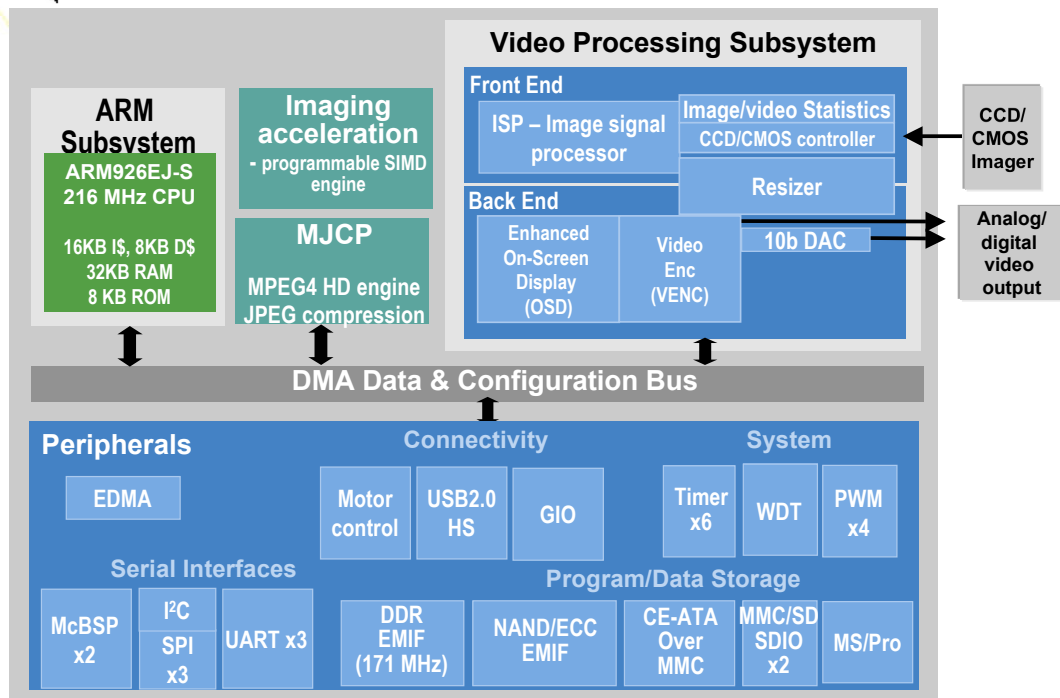 Video Processing Subsystem
Front End
ISP – Image signal
processor
Image/video Statistics
CCD/CMOS controller
Resizer
Back End
Enhanced
On-Screen
Display
(OSD)
Video
Enc
(VENC)
10b DAC
CCD/
CMOS
Imager
Analog/
digital
video
output
ARM
Subsystem
ARM926EJ-S
216 MHz CPU
16KB I$, 8KB D$
32KB RAM
8 KB ROM
Imaging
acceleration
- programmable SIMD
engine
MJCP
MPEG4 HD engine
JPEG compression
DMA Data & Configuration Bus
Peripherals
EDMA
Connectivity
Motor
control
USB2.0
HS
GIO
System
Timer
x6
WDT
PWM
x4
Serial Interfaces
McBSP
x2
I²C
SPI
x3
UART x3
Program/Data Storage
DDR
EMIF
(171 MHz)
NAND/ECC
EMIF
CE-ATA
Over
MMC
MMC/SD
SDIO
x2
MS/Pro